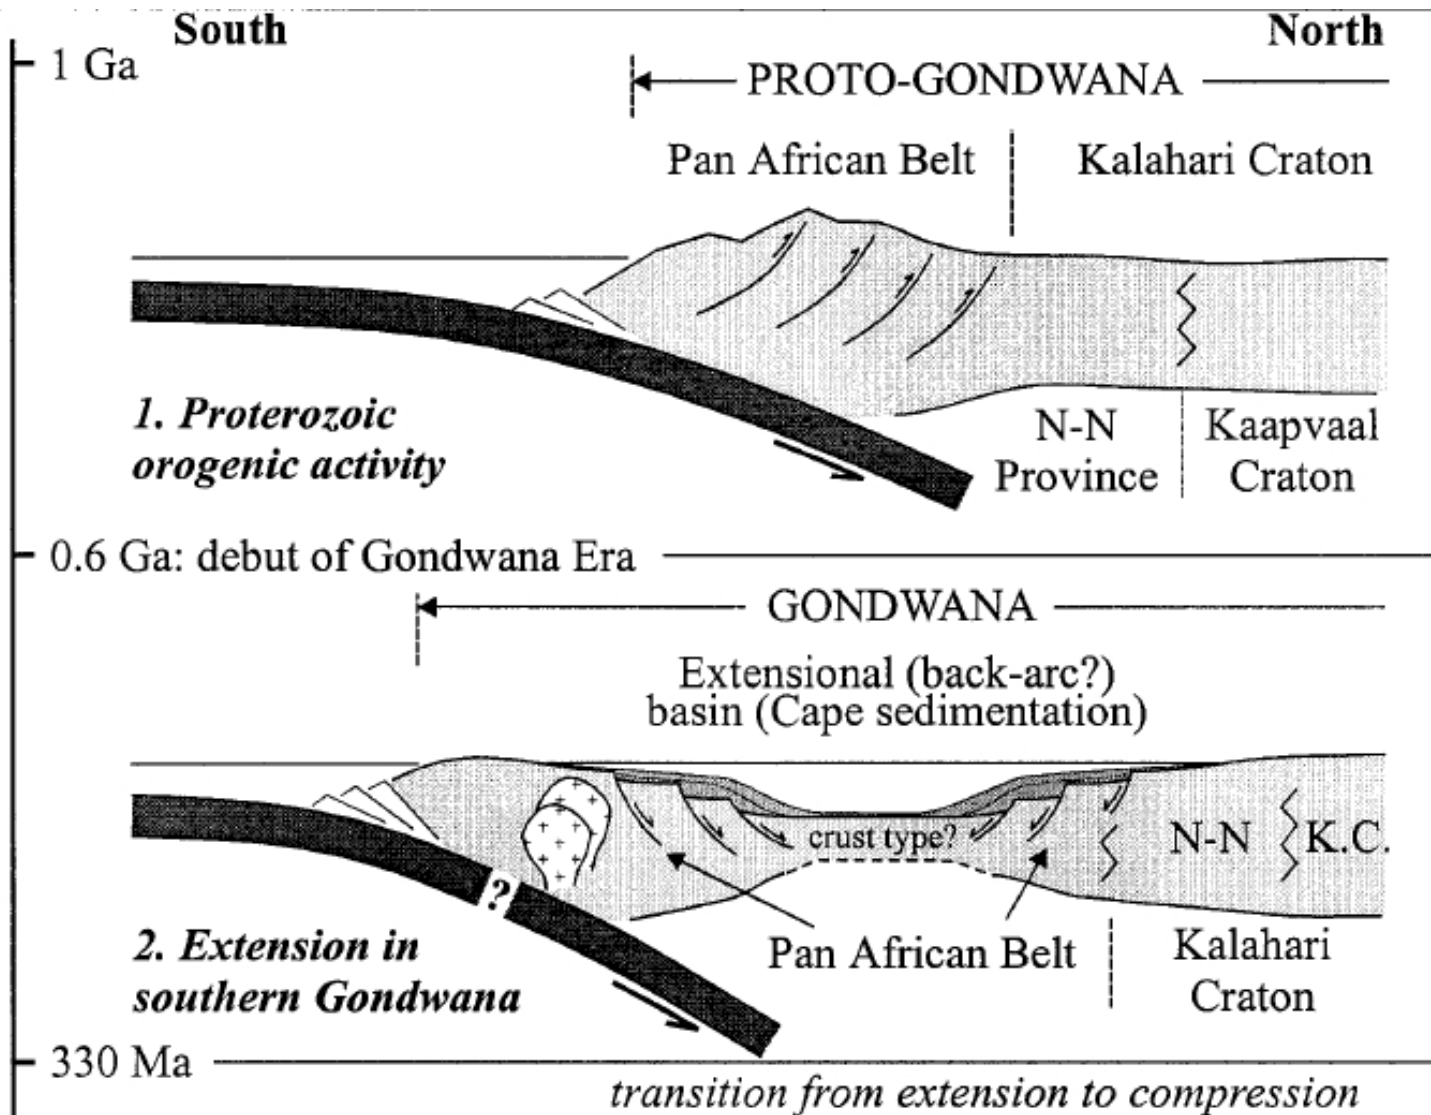 South
North
1 Ga
PROTO-GONDWANA
Pan African Belt
Kalahari Craton
1. Proterozoic
orogenic activity
N-N
Province
Kaapvaal
Craton
0.6 Ga: debut of Gondwana Era
GONDWANA
Extensional (back-arc?)
basin (Cape sedimentation)
crust type?
N-N
K.C.
?
2. Extension in
southern Gondwana
Pan African Belt
Kalahari
Craton
330 Ma
transition from extension to compression